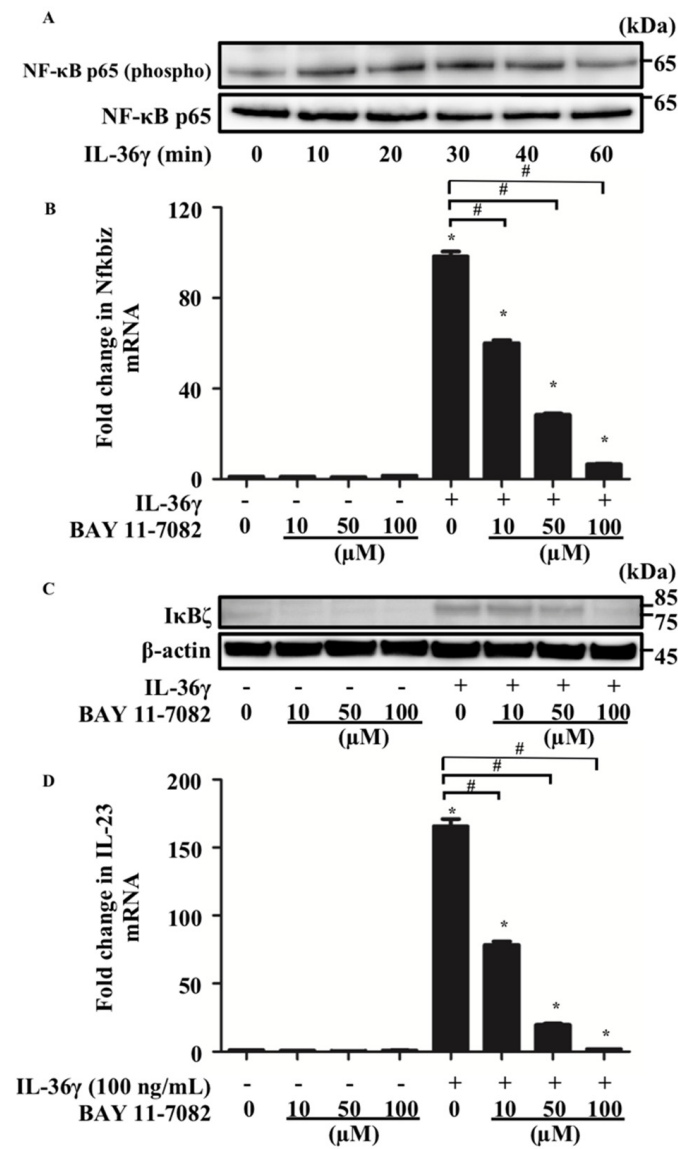 A
(kDa)
NF-κB p65 (phospho)
65
NF-κB p65
65
IL-36γ (min) 0 10 20 30 40 60
B
#
#
#
Fold change in Nfkbiz
mRNA
120
80
40
0
* * * *
IL-36γ - - - - + + + +
BAY 11-7082 0 10 50 100 0 10 50 100
(μM) (μM)
C
(kDa)
IκBζ
85
75
β-actin
45
IL-36γ - - - - + + + +
BAY 11-7082 0 10 50 100 0 10 50 100
(μM) (μM)
D
#
#
#
Fold change in IL-23
mRNA
200
150
100
50
0
* * * *
IL-36γ (100 ng/mL) - - - - + + + +
BAY 11-7082 0 10 50 100 0 10 50 100
(μM) (μM)